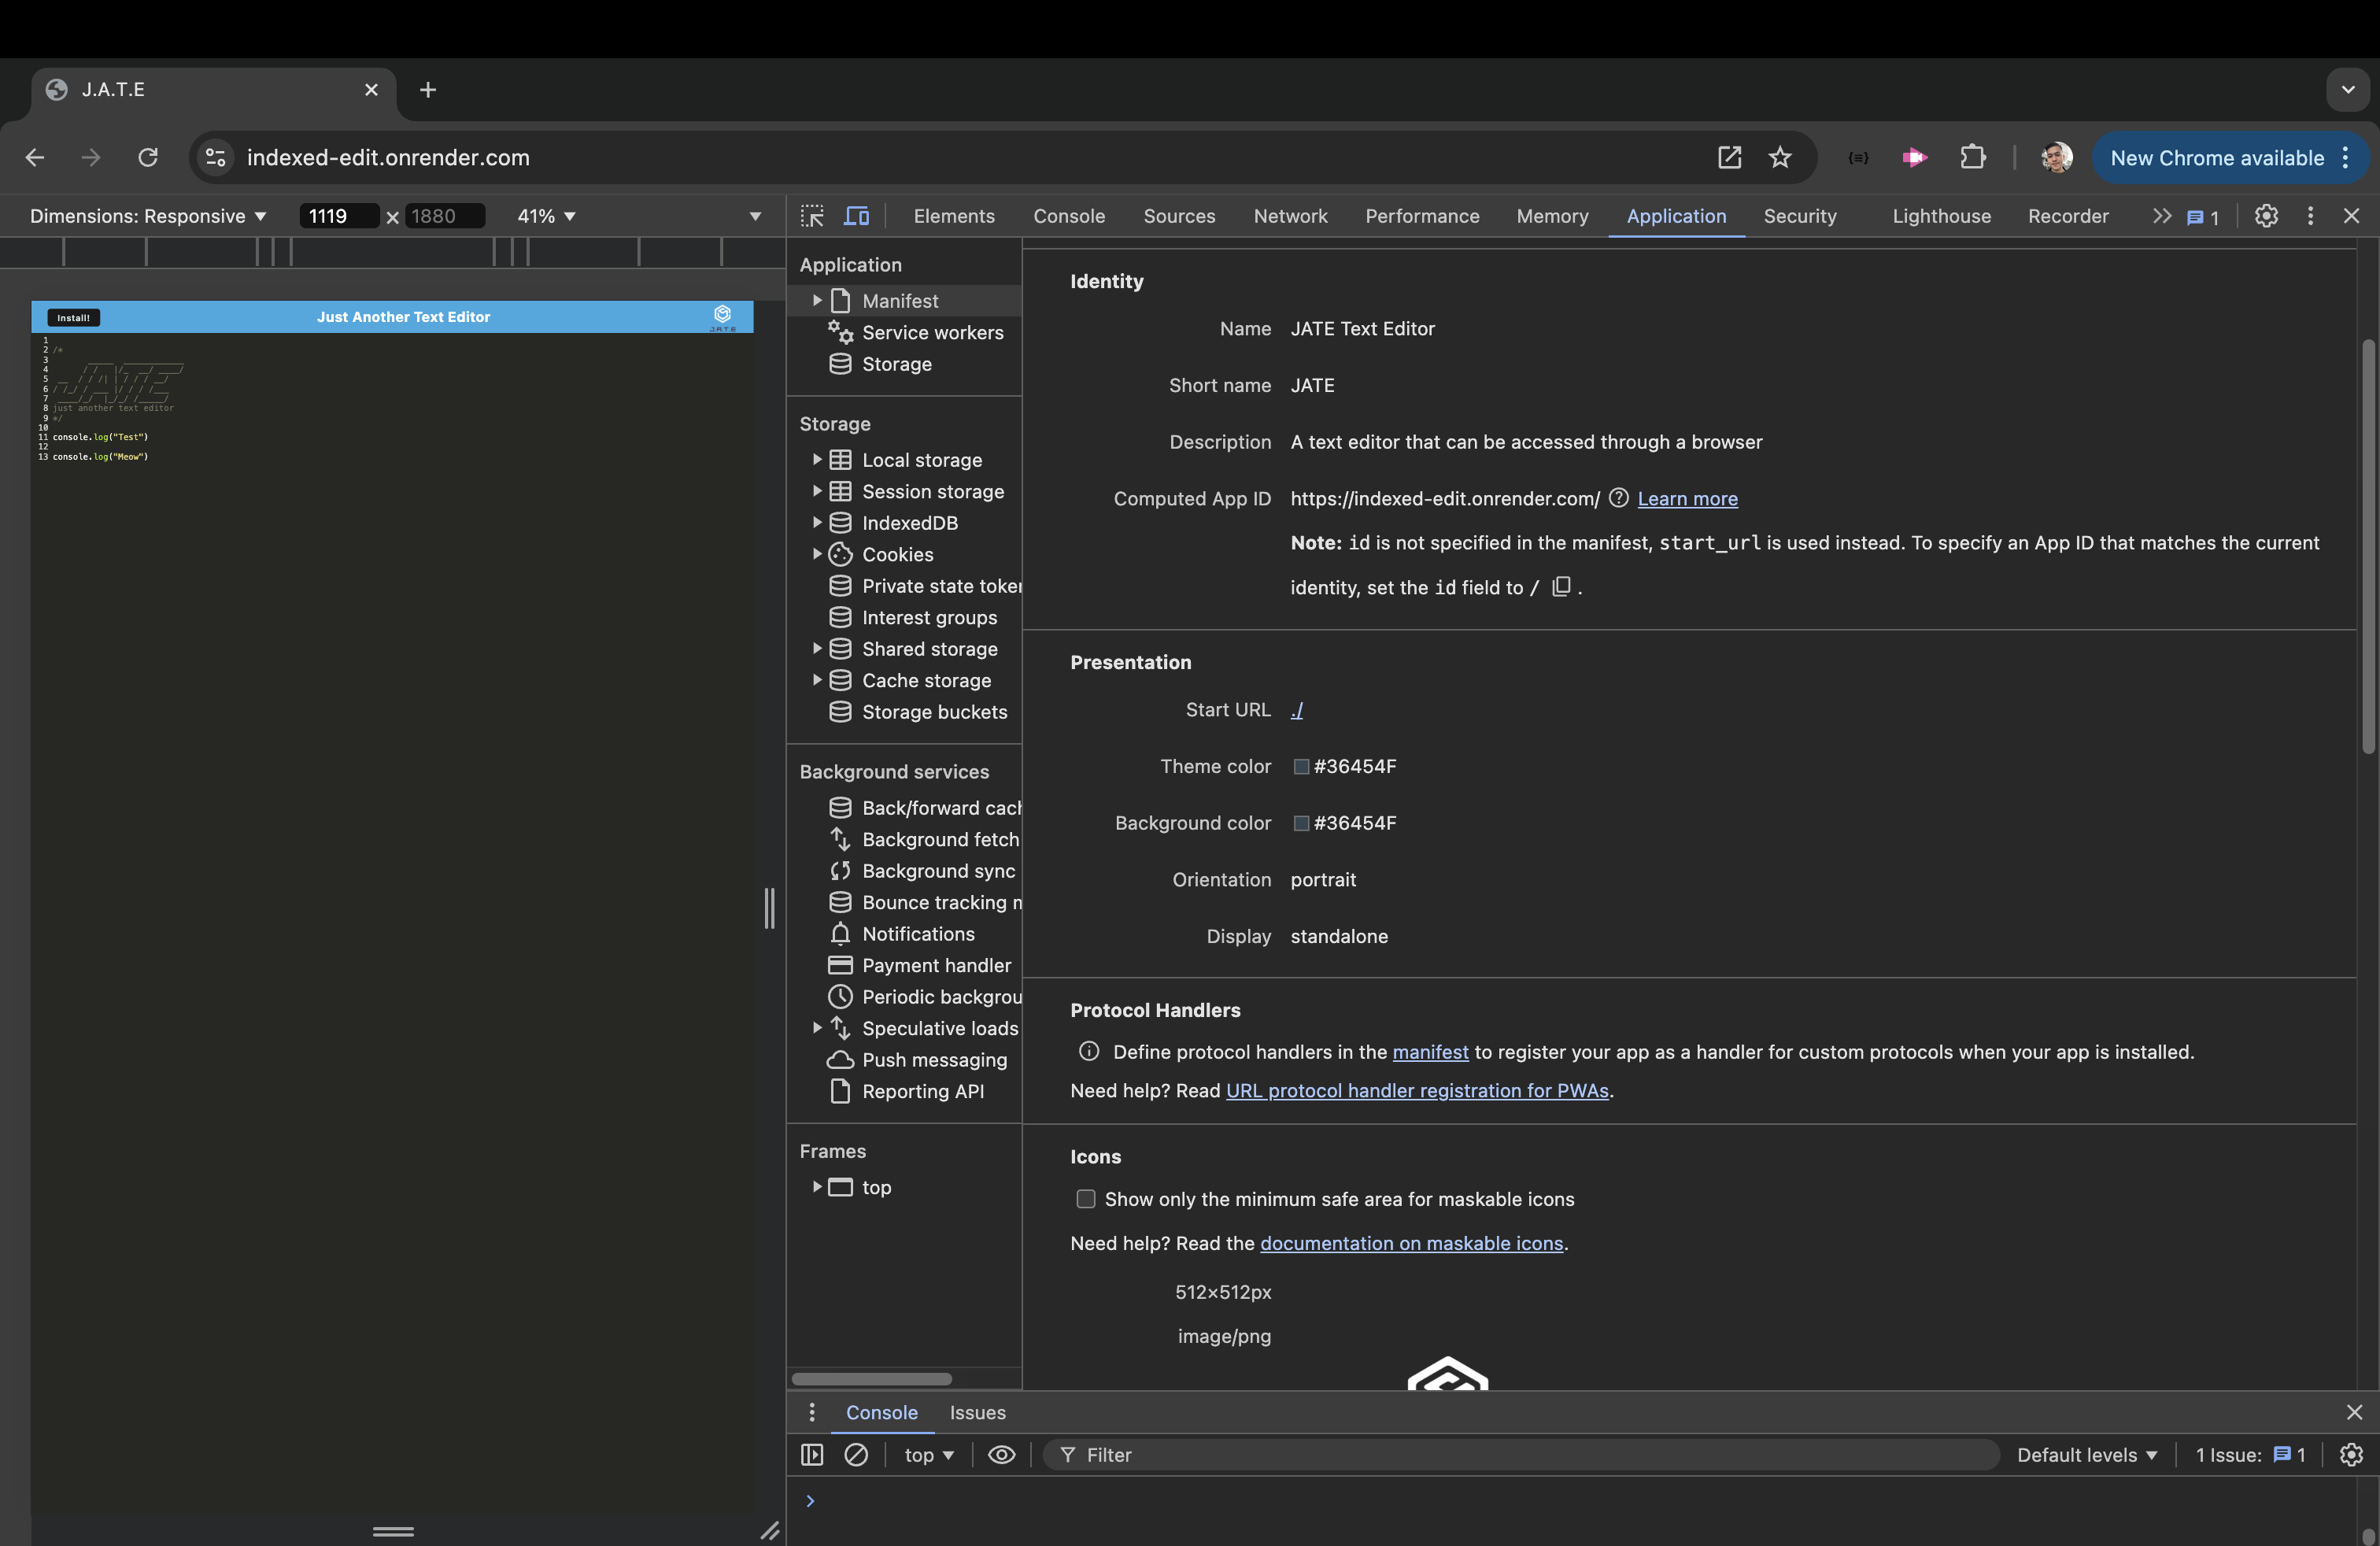 J.A.T.E
indexed-edit.onrender.com
New Chrome available
Dimensions: Responsive 1119 × 1880 41%
Elements Console Sources Network Performance Memory Application Security Lighthouse Recorder 1
Install! Just Another Text Editor J.A.T.E
1
2 /*
3
4
5
6
7
8 just another text editor
9 */
10
11 console.log("Test")
12
13 console.log("Meow")
Application
Manifest
Service workers
Storage
Storage
Local storage
Session storage
IndexedDB
Cookies
Private state token
Interest groups
Shared storage
Cache storage
Storage buckets
Background services
Back/forward cach
Background fetch
Background sync
Bounce tracking m
Notifications
Payment handler
Periodic backgrou
Speculative loads
Push messaging
Reporting API
Frames
top
Identity
Name JATE Text Editor
Short name JATE
Description A text editor that can be accessed through a browser
Computed App ID https://indexed-edit.onrender.com/ Learn more
Note: id is not specified in the manifest, start_url is used instead. To specify an App ID that matches the current
identity, set the id field to / .
Presentation
Start URL ./
Theme color #36454F
Background color #36454F
Orientation portrait
Display standalone
Protocol Handlers
Define protocol handlers in the manifest to register your app as a handler for custom protocols when your app is installed.
Need help? Read URL protocol handler registration for PWAs.
Icons
Show only the minimum safe area for maskable icons
Need help? Read the documentation on maskable icons.
512×512px
image/png
Console Issues
top Filter Default levels 1 Issue: 1